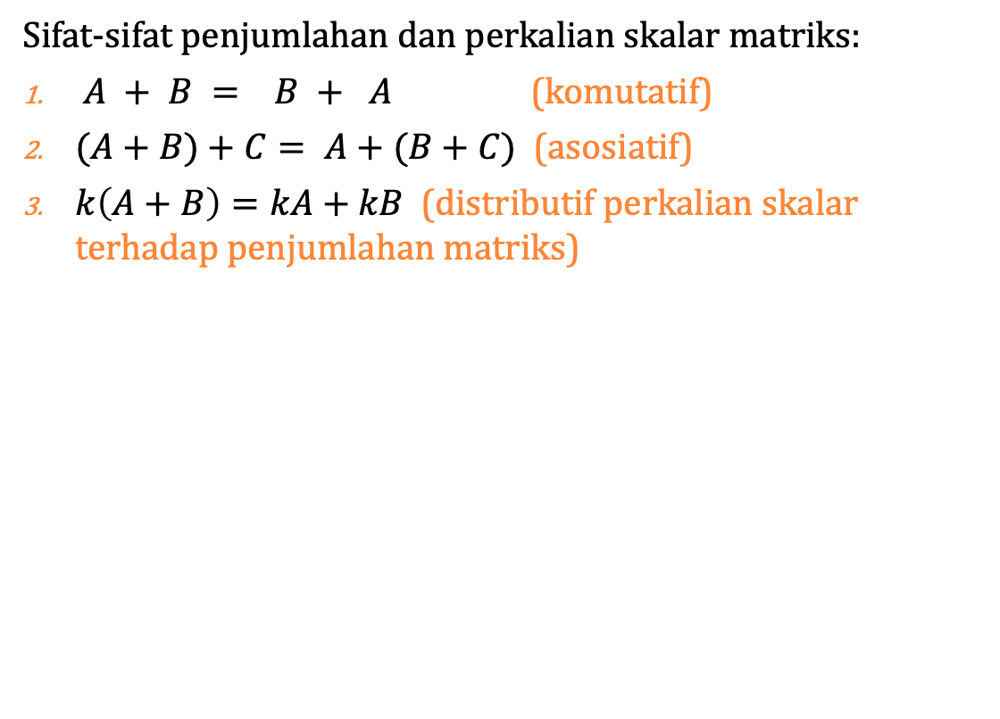 Sifat-sifat penjumlahan dan perkalian skalar matriks:
1. A + B = B + A (komutatif)
2. (A + B) + C = A + (B + C) (asosiatif)
3. k(A + B) = kA + kB (distributif perkalian skalar
terhadap penjumlahan matriks)